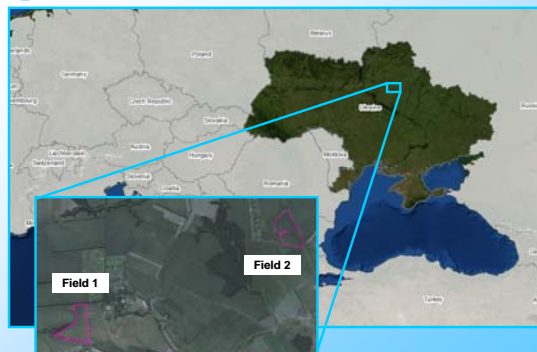 Belarus
Poland
Germany
Czech Republic
Ukraine
Slovakia
Austria
Liechtenstein
Switzerland
Hungary
Moldova
Slovenia
Croatia
Romania
Field 2
Field 1
Turkey